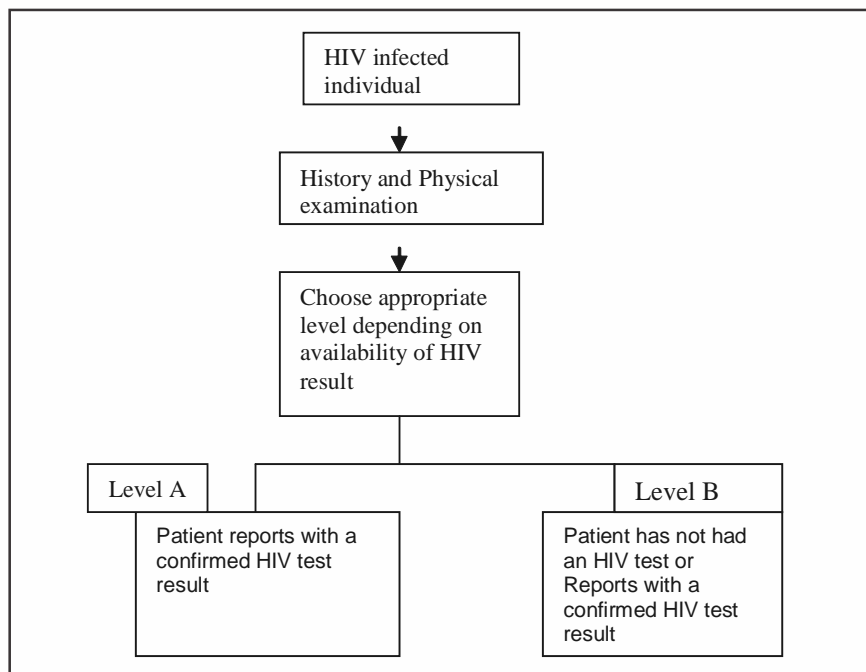 HIV infected
individual
History and Physical
examination
Choose appropriate
level depending on
availability of HIV
result
Level A
Patient reports with a
confirmed HIV test
result
Level B
Patient has not had
an HIV test or
Reports with a
confirmed HIV test
result